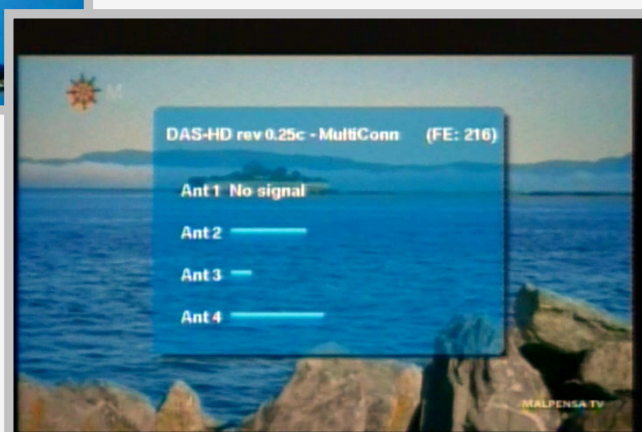 DAS-HD rev 0.25c - MultiConn (FE: 216)
Ant 1 No signal
Ant 2
Ant 3
Ant 4
MALPENSA TV